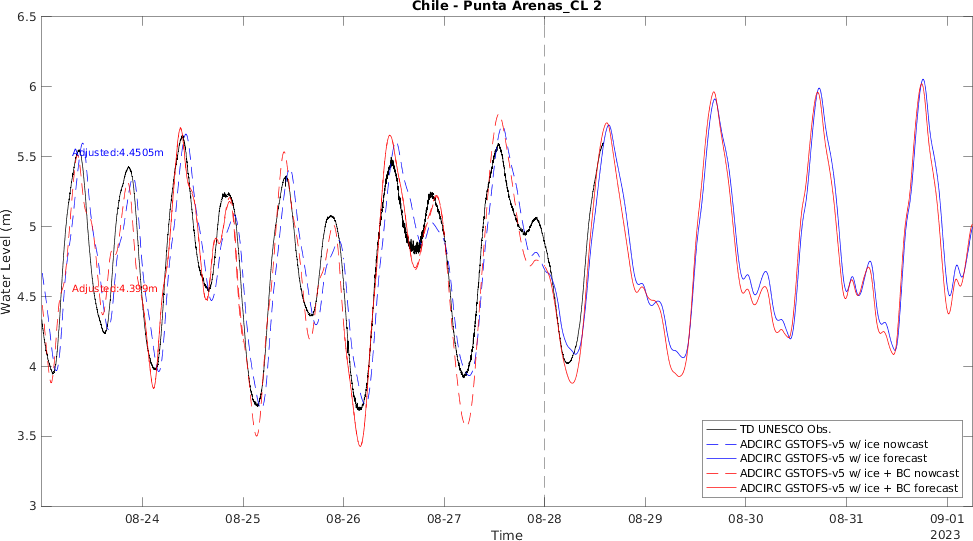 Chile - Punta Arenas_CL 2
6.5
6
5.5
5
4.5
4
3.5
3
Water Level (m)
Adjusted:4.4505m
Adjusted:4.399m
TD UNESCO Obs.
ADCIRC GSTOFS-v5 w/ ice nowcast
ADCIRC GSTOFS-v5 w/ ice forecast
ADCIRC GSTOFS-v5 w/ ice + BC nowcast
ADCIRC GSTOFS-v5 w/ ice + BC forecast
08-24 08-25 08-26 08-27 08-28 08-29 08-30 08-31 09-01
2023
Time